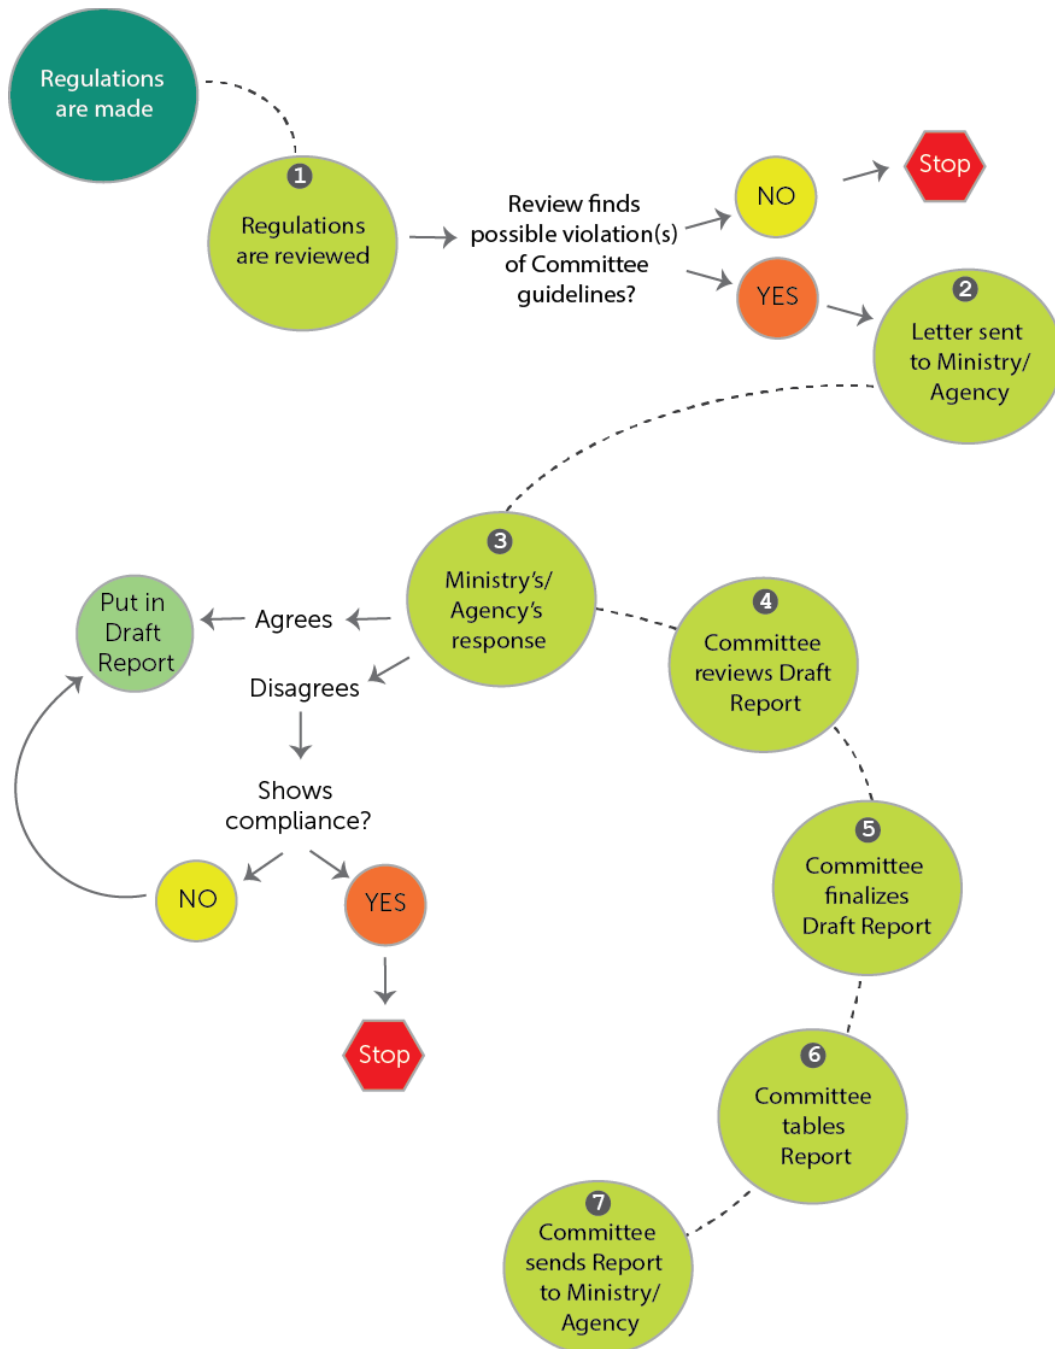 Regulations
are made
1
Regulations
are reviewed
Review finds
possible violation(s)
of Committee
guidelines?
NO
Stop
YES
2
Letter sent
to Ministry/
Agency
3
Ministry's/
Agency's
response
Agrees
Put in
Draft
Report
Disagrees
Shows
compliance?
NO
YES
Stop
4
Committee
reviews Draft
Report
5
Committee
finalizes
Draft Report
6
Committee
tables
Report
7
Committee
sends Report
to Ministry/
Agency